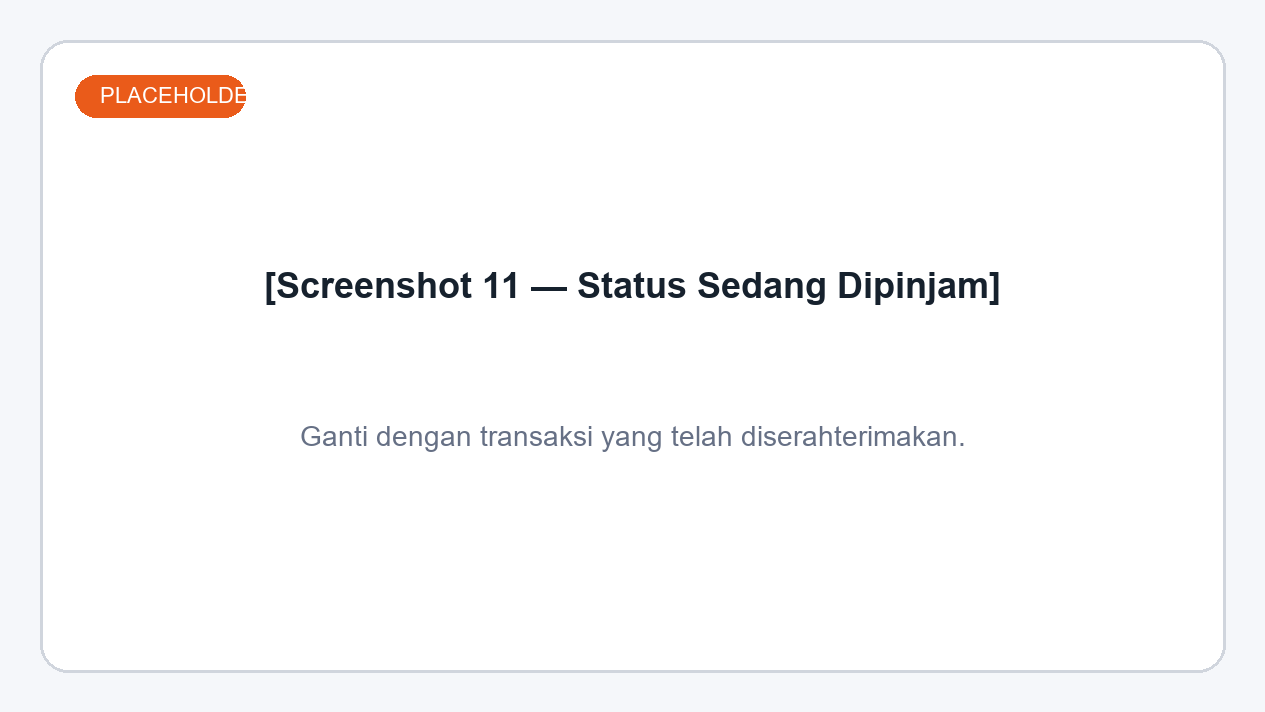 PLACEHOLDE
[Screenshot 11 — Status Sedang Dipinjam]
Ganti dengan transaksi yang telah diserahterimakan.